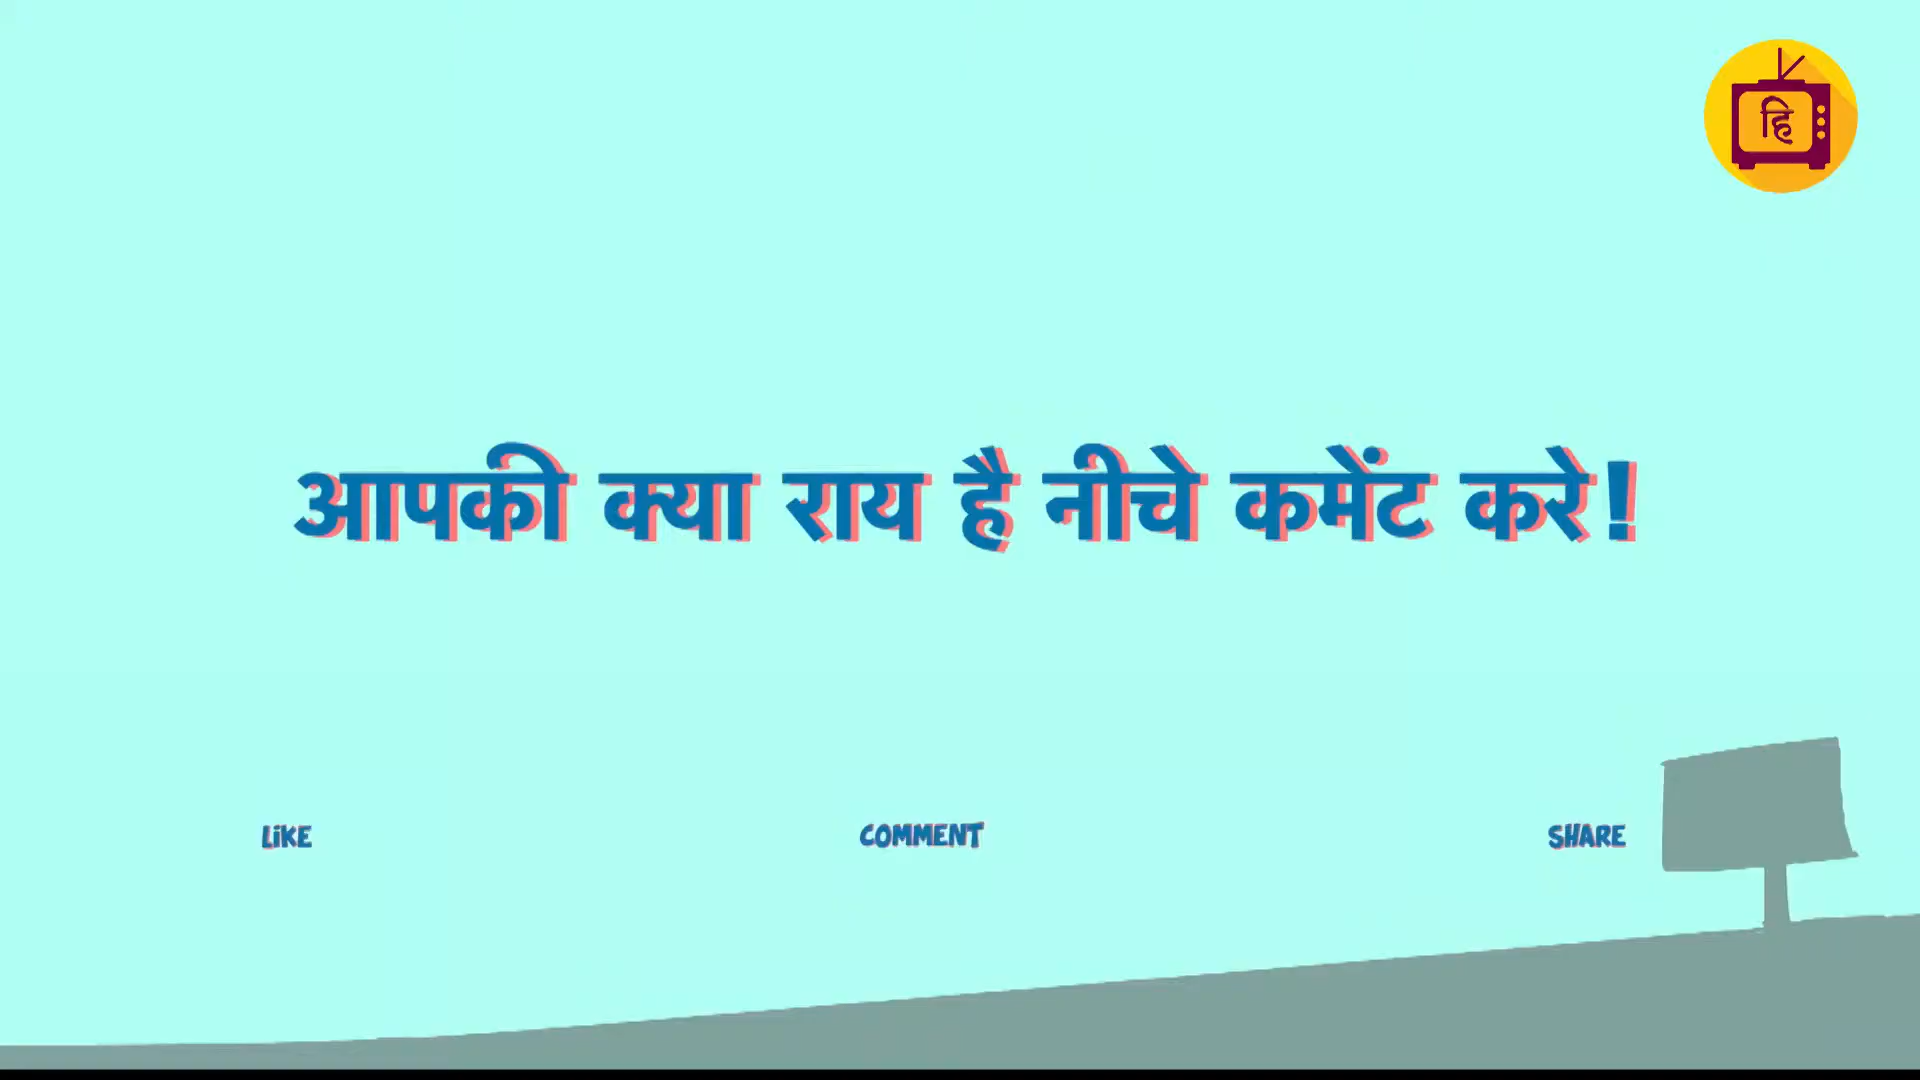 हि
आपकी क्या राय है नीचे कमेंट करे!
LiKE COMMENT SHARE